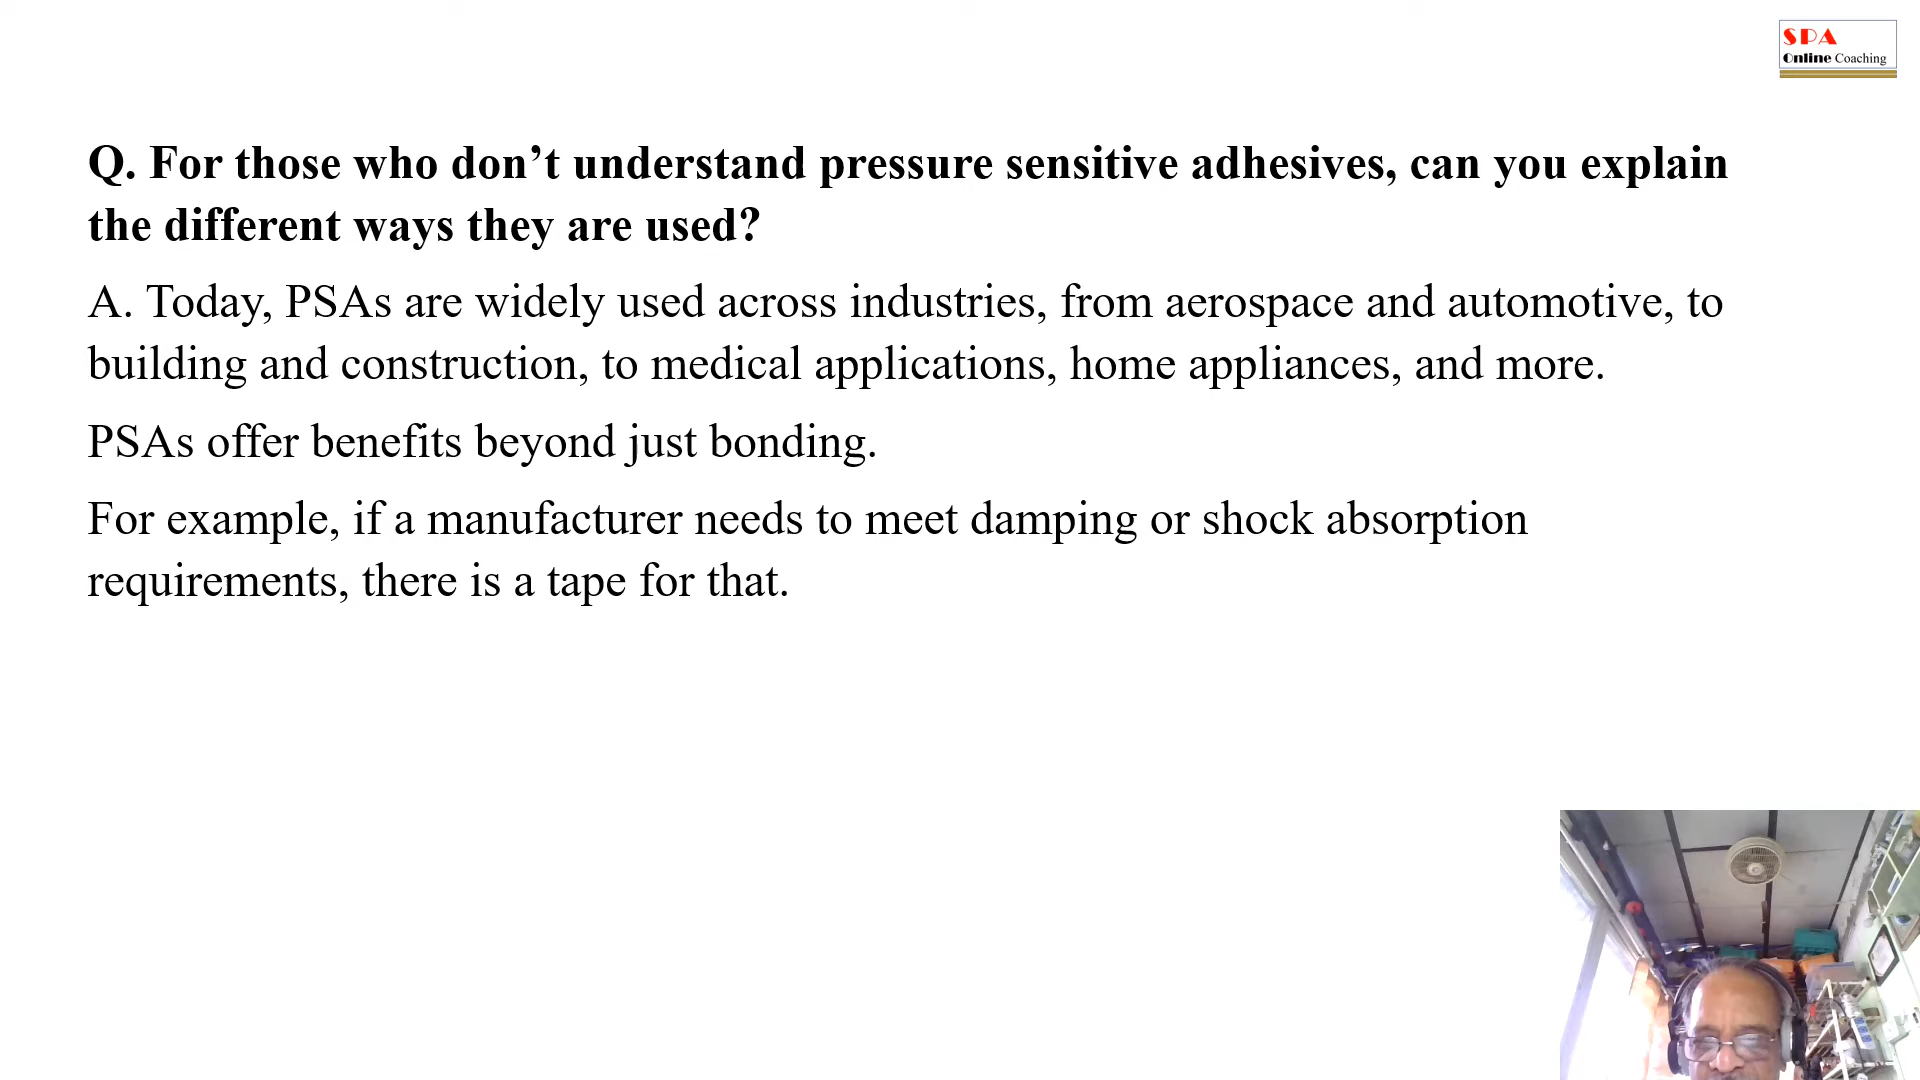 SPA
Online Coaching
Q. For those who don’t understand pressure sensitive adhesives, can you explain
the different ways they are used?
A. Today, PSAs are widely used across industries, from aerospace and automotive, to
building and construction, to medical applications, home appliances, and more.
PSAs offer benefits beyond just bonding.
For example, if a manufacturer needs to meet damping or shock absorption
requirements, there is a tape for that.